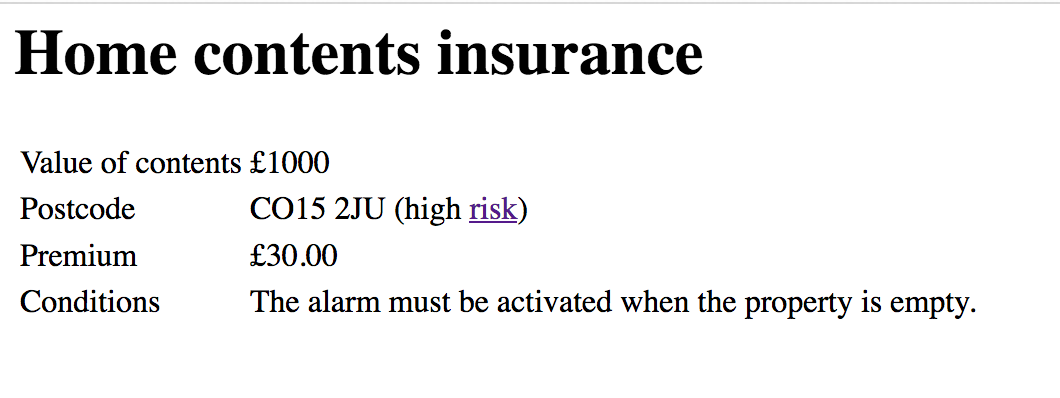 Home contents insurance
Value of contents £1000
Postcode CO15 2JU (high risk)
Premium £30.00
Conditions The alarm must be activated when the property is empty.